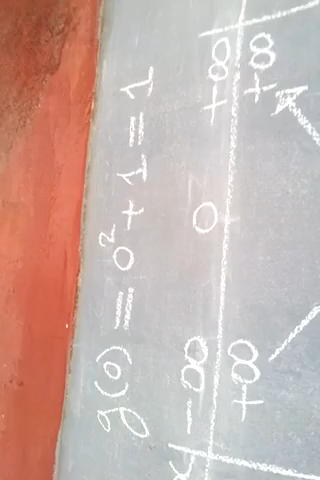 g(0) = 0² + 1 = 1
x -∞ 0 +∞
+∞ +∞